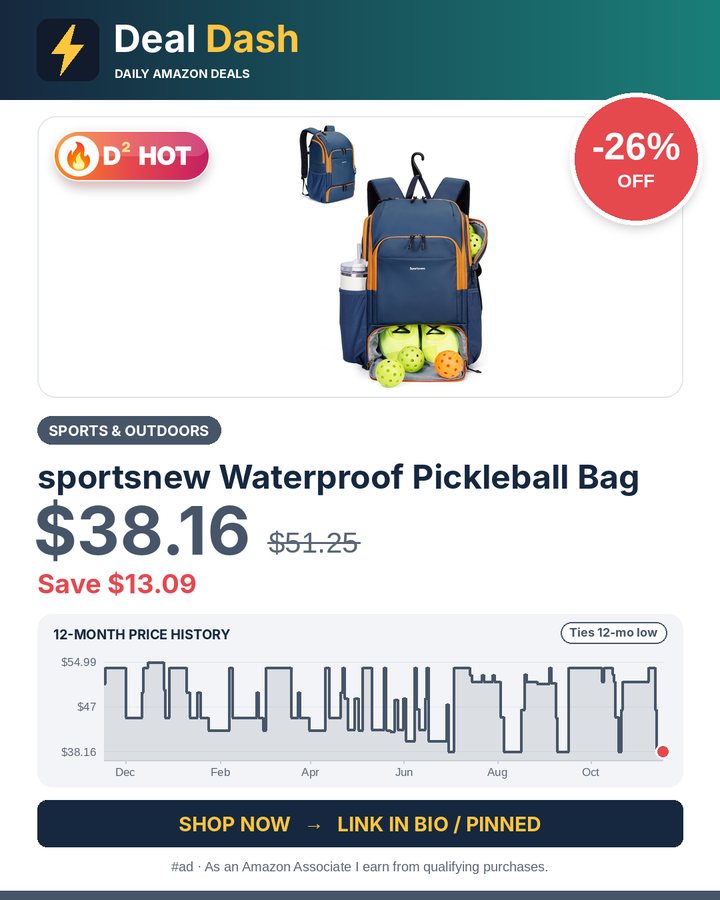 Deal Dash
DAILY AMAZON DEALS
D² HOT
-26%
OFF
SPORTS & OUTDOORS
sportsnew Waterproof Pickleball Bag
$38.16 $51.25
Save $13.09
12-MONTH PRICE HISTORY
Ties 12-mo low
$54.99
$47
$38.16
Dec Feb Apr Jun Aug Oct
SHOP NOW → LINK IN BIO / PINNED
#ad · As an Amazon Associate I earn from qualifying purchases.